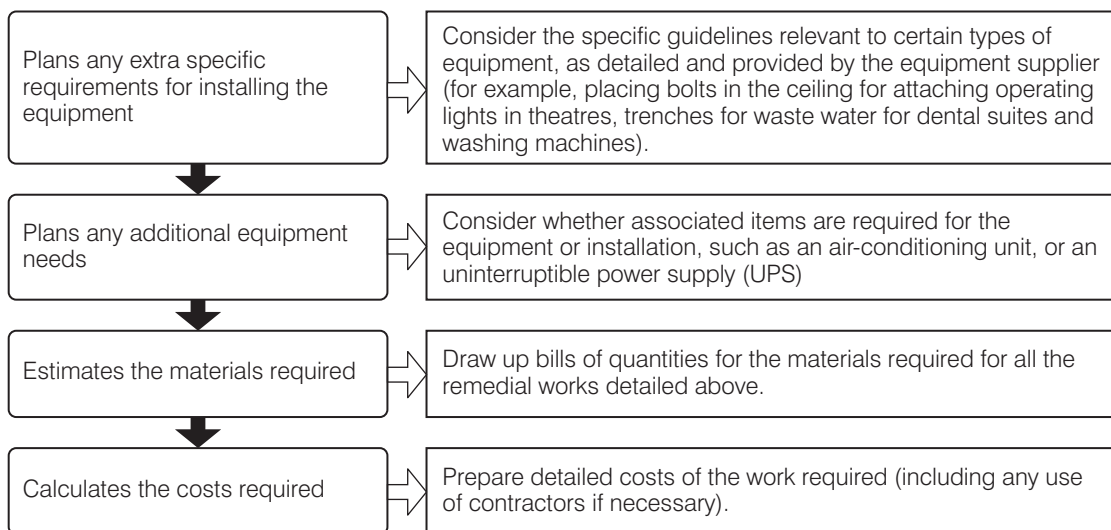 Plans any extra specific
requirements for installing the
equipment
Consider the specific guidelines relevant to certain types of
equipment, as detailed and provided by the equipment supplier
(for example, placing bolts in the ceiling for attaching operating
lights in theatres, trenches for waste water for dental suites and
washing machines).
Plans any additional equipment
needs
Consider whether associated items are required for the
equipment or installation, such as an air-conditioning unit, or an
uninterruptible power supply (UPS)
Estimates the materials required
Draw up bills of quantities for the materials required for all the
remedial works detailed above.
Calculates the costs required
Prepare detailed costs of the work required (including any use
of contractors if necessary).